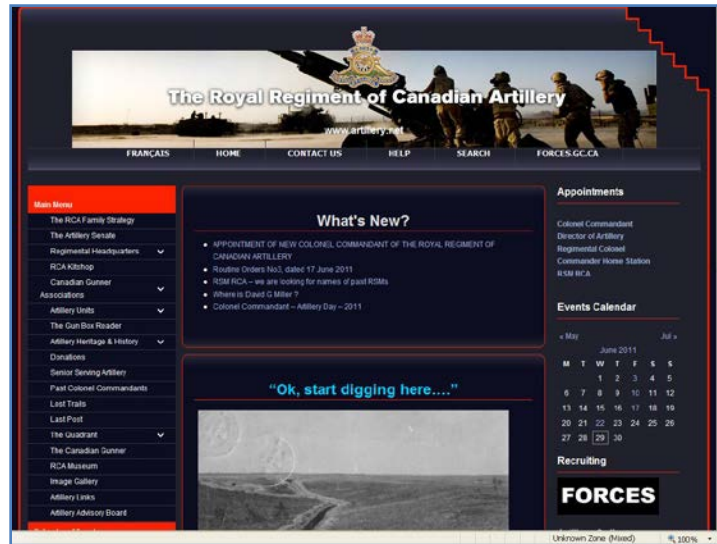 The Royal Regiment of Canadian Artillery
www.artillery.net
FRANÇAIS HOME CONTACT US HELP SEARCH FORCES.GC.CA
Main Menu
The RCA Family Strategy
The Artillery Senate
Regimental Headquarters
RCA Kitshop
Canadian Gunner
Associations
Artillery Units
The Gun Box Reader
Artillery Heritage & History
Donations
Senior Serving Artillery
Past Colonel Commandants
Lost Trails
Last Post
The Quadrant
The Canadian Gunner
RCA Museum
Image Gallery
Artillery Links
Artillery Advisory Board
What's New?
APPOINTMENT OF NEW COLONEL COMMANDANT OF THE ROYAL REGIMENT OF
CANADIAN ARTILLERY
Routine Orders No3, dated 17 June 2011
RSM RCA – we are looking for names of past RSMs
Where is David G Miller ?
Colonel Commandant – Artillery Day – 2011
“Ok, start digging here….”
Appointments
Colonel Commandant
Director of Artillery
Regimental Colonel
Commander Home Station
RSM RCA
Events Calendar
« May Jul »
June 2011
M T W T F S S
1 2 3 4 5
6 7 8 9 10 11 12
13 14 15 16 17 18 19
20 21 22 23 24 25 26
27 28 29 30
Recruiting
FORCES
Unknown Zone (Mixed) 100%